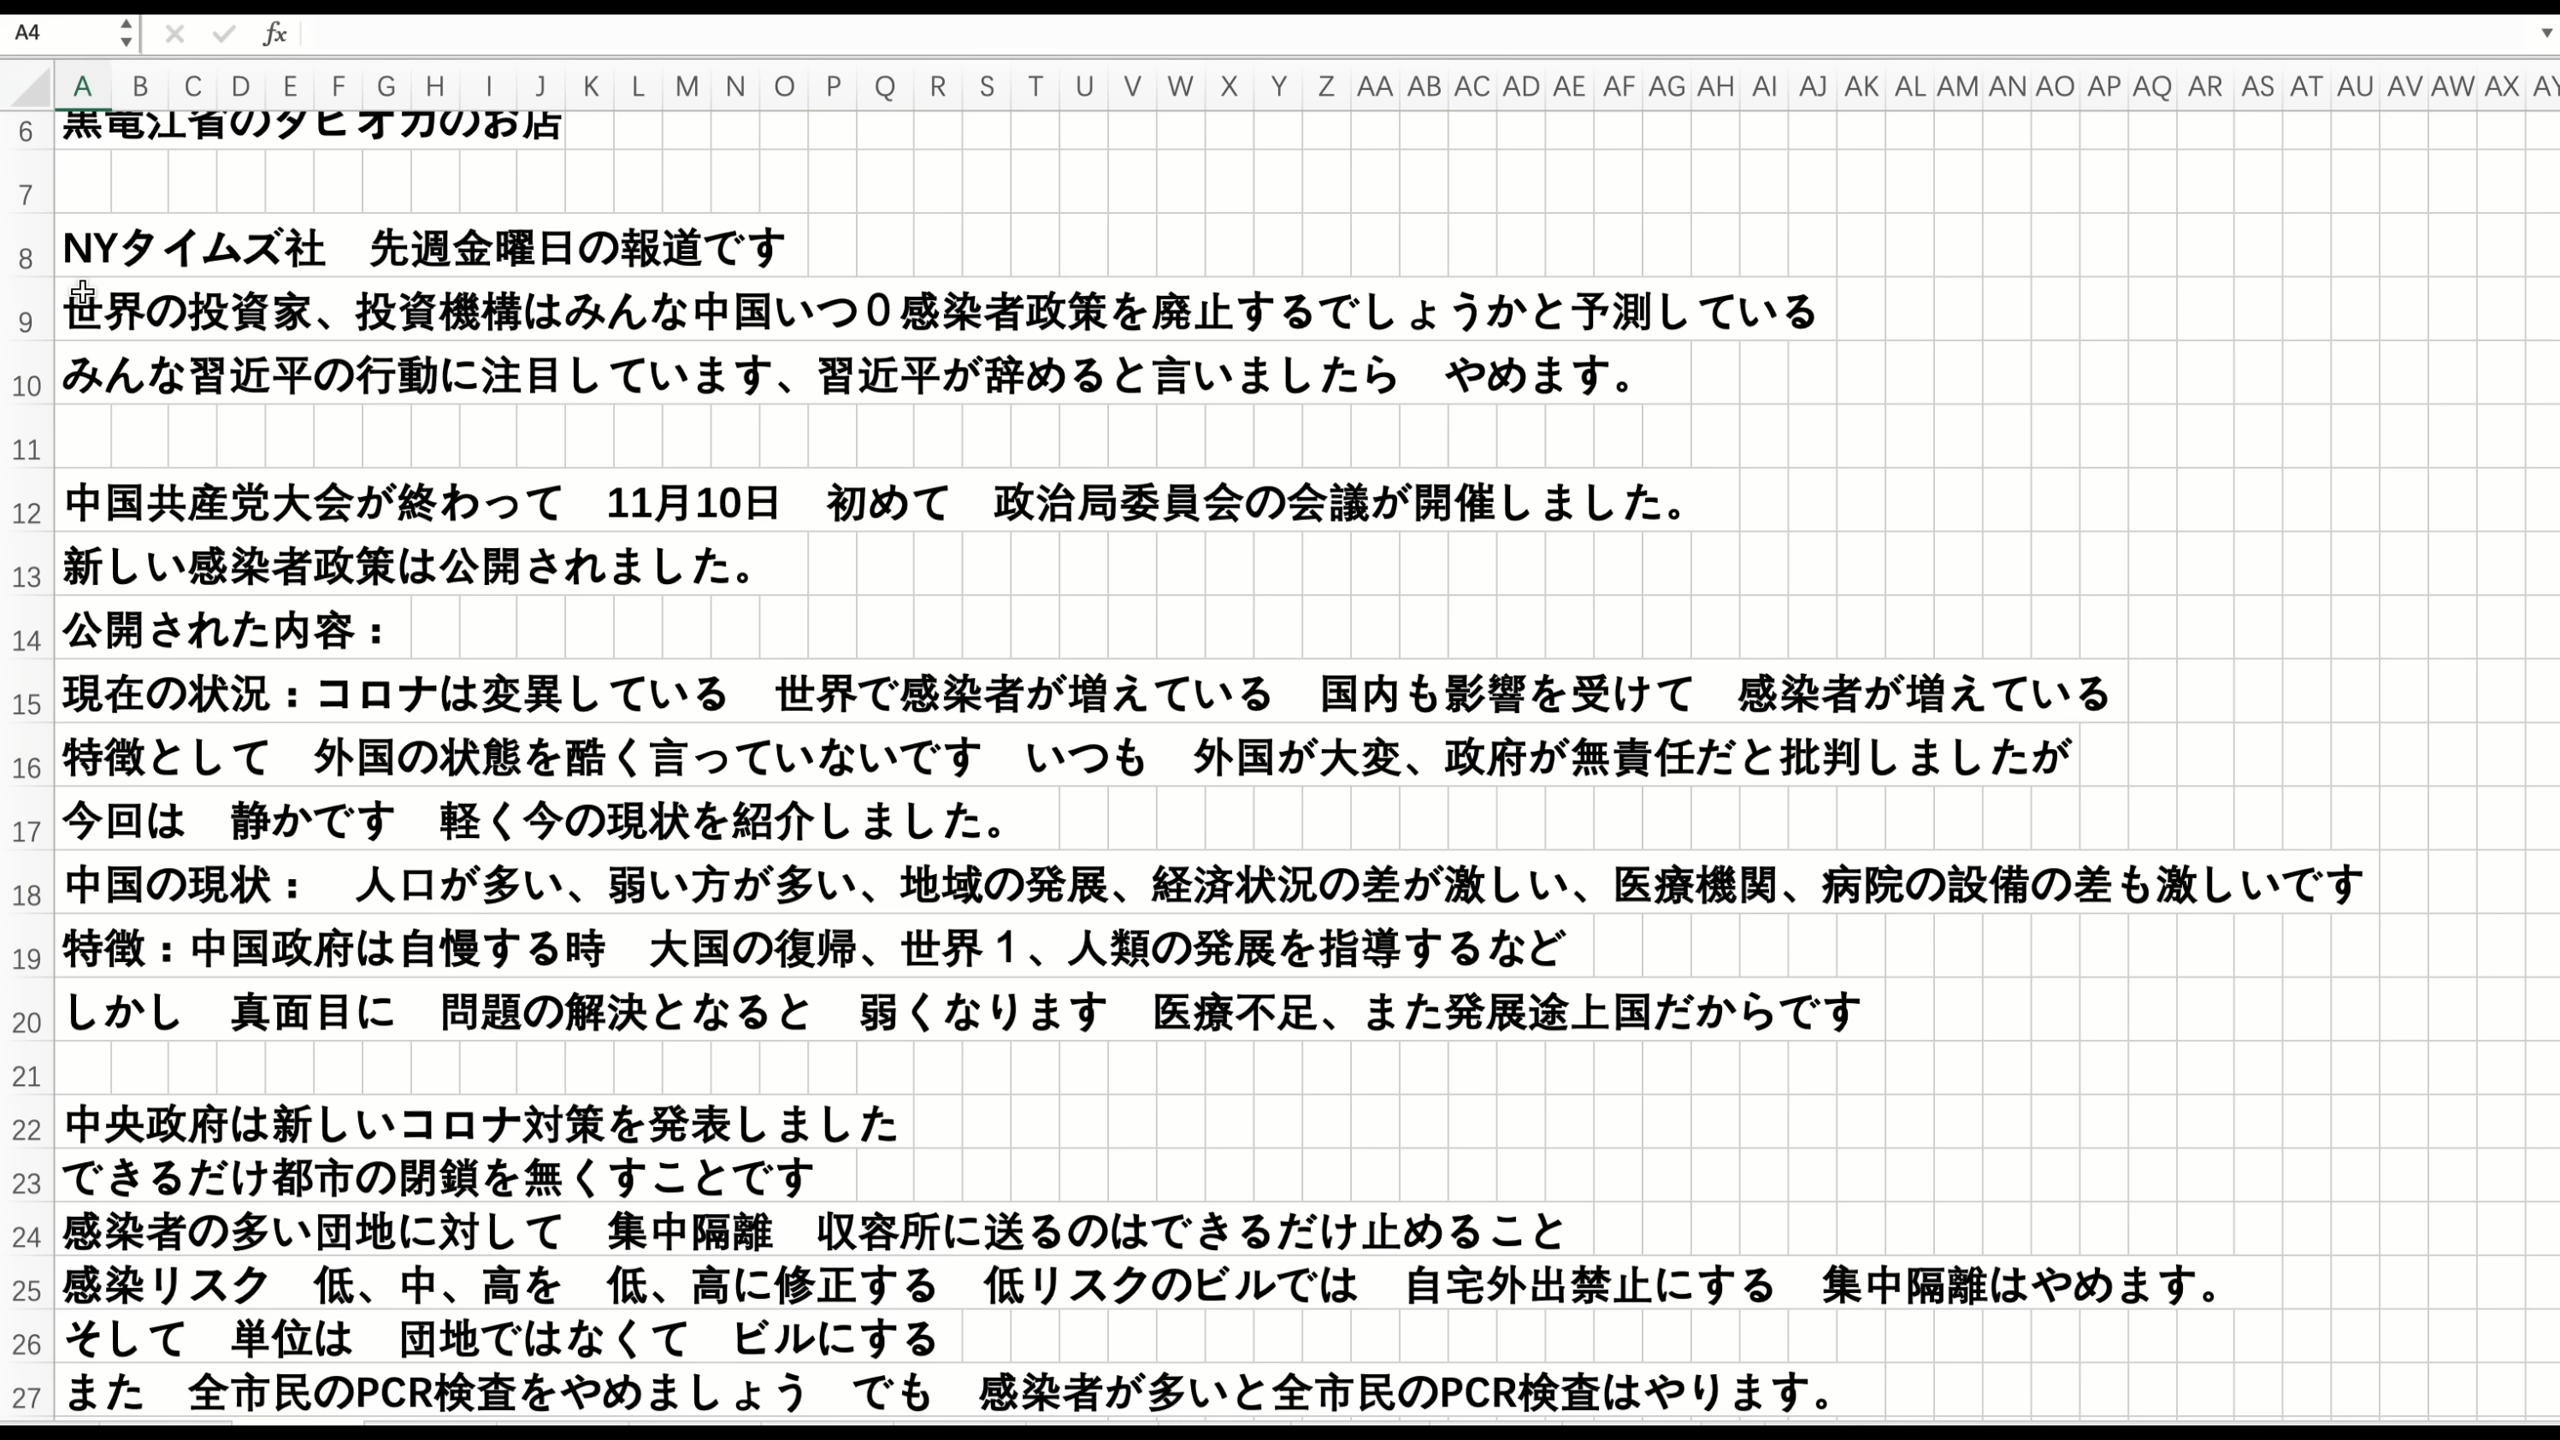 A4
fx
A B C D E F G H I J K L M N O P Q R S T U V W X Y Z AA AB AC AD AE AF AG AH AI AJ AK AL AM AN AO AP AQ AR AS AT AU AV AW AX AY
6 黒竜江省のタピオカのお店
7
8 NYタイムズ社　先週金曜日の報道です
9 世界の投資家、投資機構はみんな中国いつ０感染者政策を廃止するでしょうかと予測している
10 みんな習近平の行動に注目しています、習近平が辞めると言いましたら　やめます。
11
12 中国共産党大会が終わって　11月10日　初めて　政治局委員会の会議が開催しました。
13 新しい感染者政策は公開されました。
14 公開された内容：
15 現在の状況：コロナは変異している　世界で感染者が増えている　国内も影響を受けて　感染者が増えている
16 特徴として　外国の状態を酷く言っていないです　いつも　外国が大変、政府が無責任だと批判しましたが
17 今回は　静かです　軽く今の現状を紹介しました。
18 中国の現状：　人口が多い、弱い方が多い、地域の発展、経済状況の差が激しい、医療機関、病院の設備の差も激しいです
19 特徴：中国政府は自慢する時　大国の復帰、世界１、人類の発展を指導するなど
20 しかし　真面目に　問題の解決となると　弱くなります　医療不足、また発展途上国だからです
21
22 中央政府は新しいコロナ対策を発表しました
23 できるだけ都市の閉鎖を無くすことです
24 感染者の多い団地に対して　集中隔離　収容所に送るのはできるだけ止めること
25 感染リスク　低、中、高を　低、高に修正する　低リスクのビルでは　自宅外出禁止にする　集中隔離はやめます。
26 そして　単位は　団地ではなくて　ビルにする
27 また　全市民のPCR検査をやめましょう　でも　感染者が多いと全市民のPCR検査はやります。